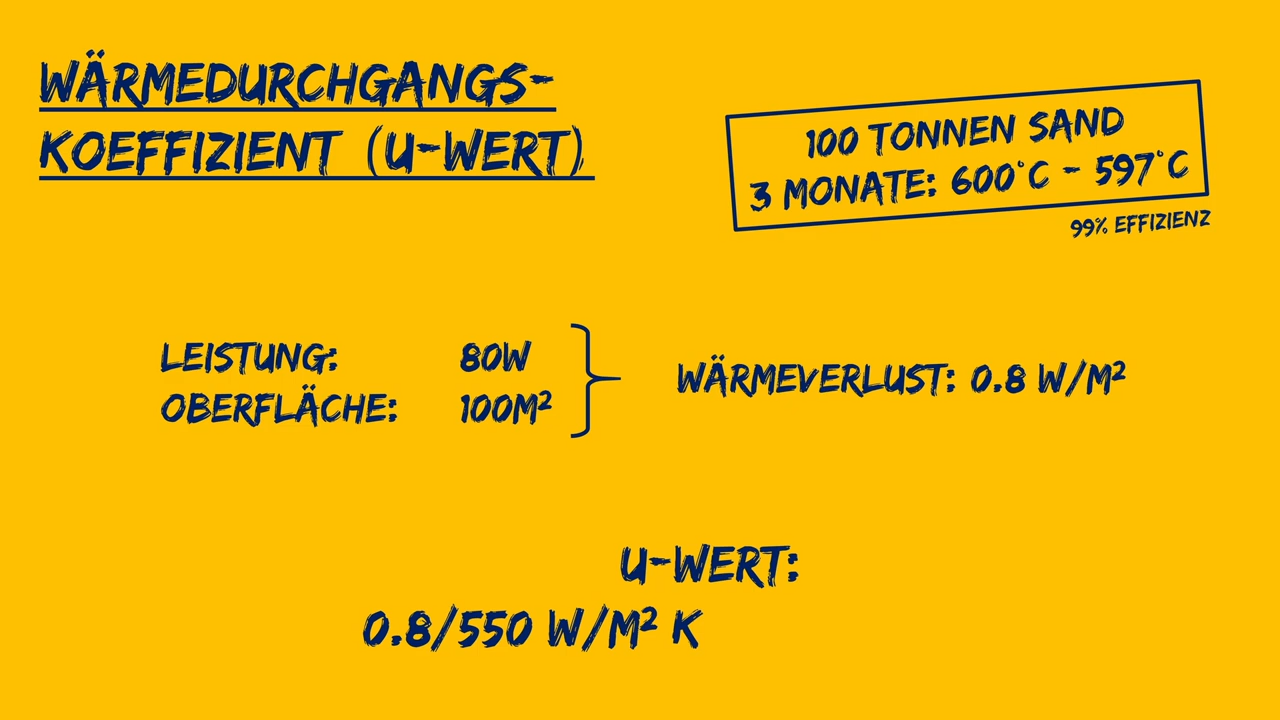 WÄRMEDURCHGANGS-
KOEFFIZIENT (U-WERT)
100 TONNEN SAND
3 MONATE: 600°C - 597°C
99% EFFIZIENZ
LEISTUNG: 80W
OBERFLÄCHE: 100M²
WÄRMEVERLUST: 0.8 W/M²
U-WERT:
0.8/550 W/M² K